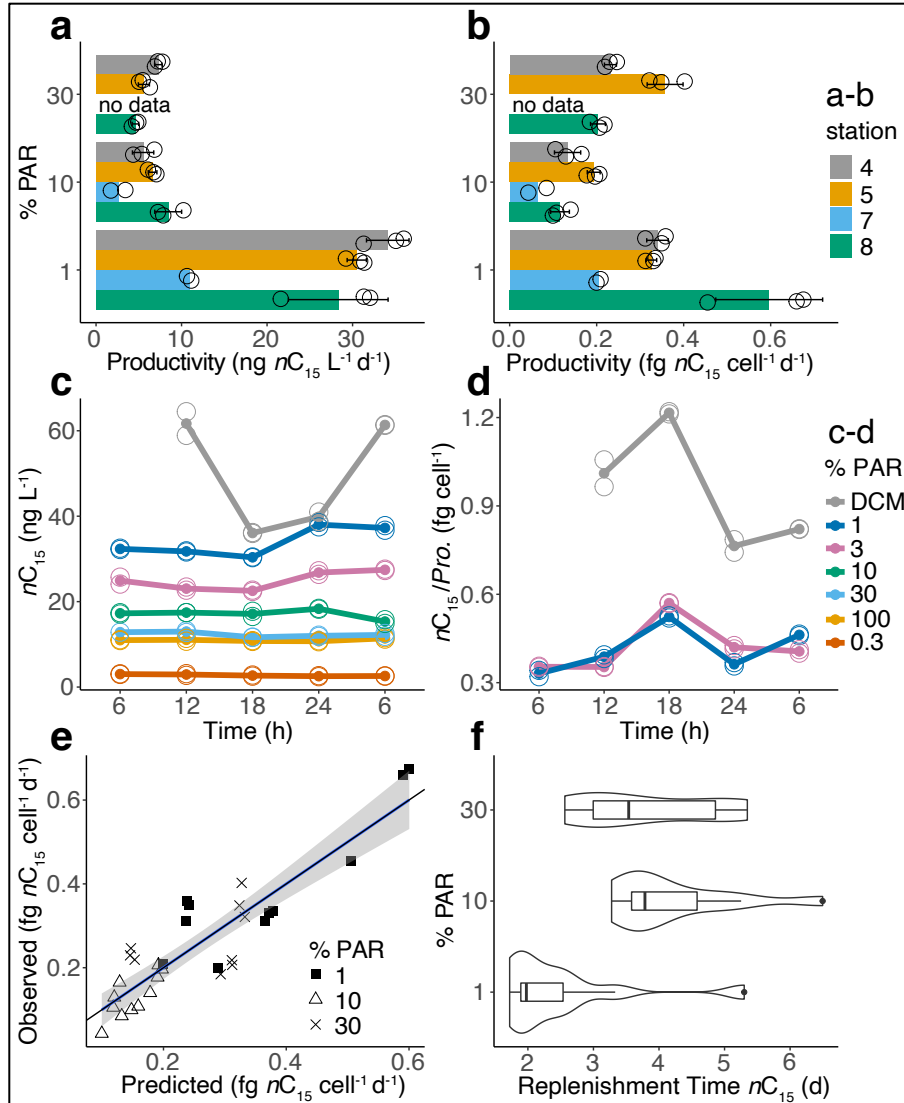 a
% PAR
30
10
1
no data
0
10
20
30
Productivity (ng nC₁₅ L⁻¹ d⁻¹)
b
30
10
1
no data
0.0
0.2
0.4
0.6
Productivity (fg nC₁₅ cell⁻¹ d⁻¹)
a-b
station
4
5
7
8
c
nC₁₅ (ng L⁻¹)
60
40
20
0
6
12
18
24
6
Time (h)
d
nC₁₅/Pro. (fg cell⁻¹)
1.2
0.9
0.6
0.3
6
12
18
24
6
Time (h)
c-d
% PAR
DCM
1
3
10
30
100
0.3
e
Observed (fg nC₁₅ cell⁻¹ d⁻¹)
0.6
0.4
0.2
% PAR
1
10
30
0.2
0.4
0.6
Predicted (fg nC₁₅ cell⁻¹ d⁻¹)
f
% PAR
30
10
1
2
3
4
5
6
Replenishment Time nC₁₅ (d)